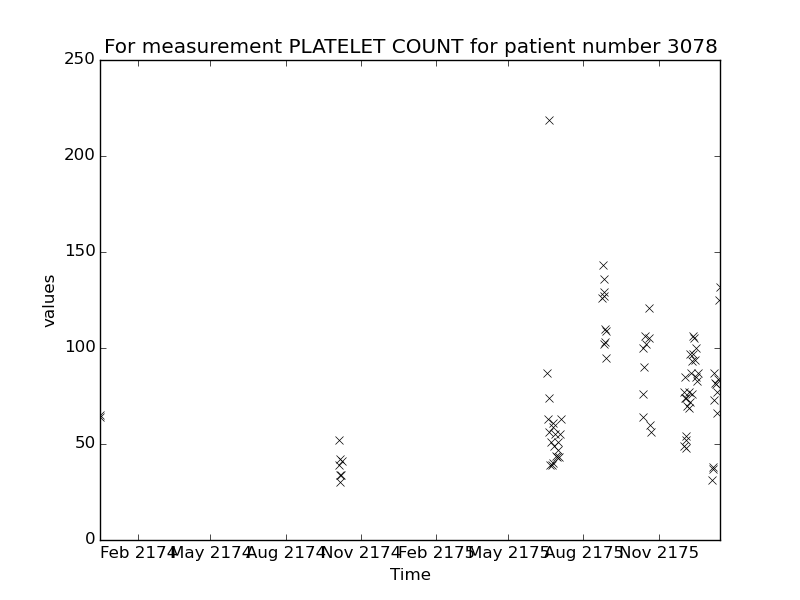 For measurement PLATELET COUNT for patient number 3078
250
200
150
100
50
0
values
Feb 2174 May 2174 Aug 2174 Nov 2174 Feb 2175 May 2175 Aug 2175 Nov 2175
Time